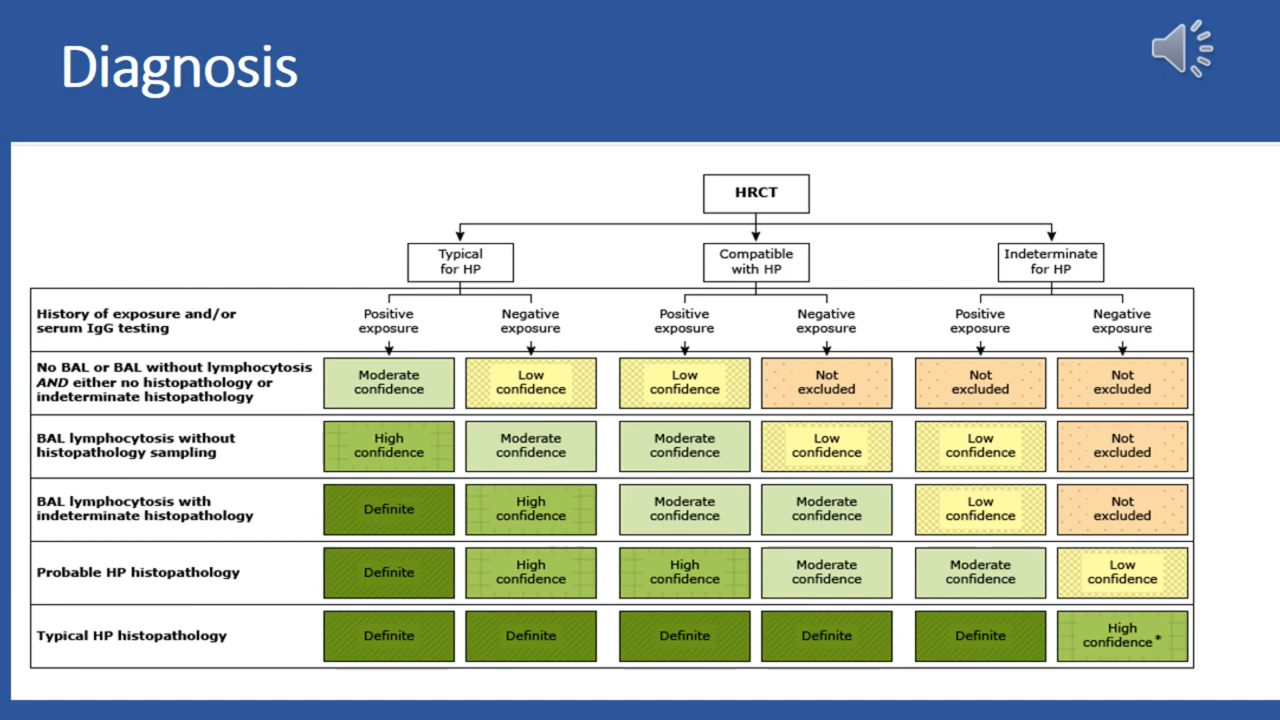 Diagnosis
HRCT
Typical
for HP
Compatible
with HP
Indeterminate
for HP
History of exposure and/or
serum IgG testing
Positive
exposure
Negative
exposure
Positive
exposure
Negative
exposure
Positive
exposure
Negative
exposure
No BAL or BAL without lymphocytosis
AND either no histopathology or
indeterminate histopathology
Moderate
confidence
Low
confidence
Low
confidence
Not
excluded
Not
excluded
Not
excluded
BAL lymphocytosis without
histopathology sampling
High
confidence
Moderate
confidence
Moderate
confidence
Low
confidence
Low
confidence
Not
excluded
BAL lymphocytosis with
indeterminate histopathology
Definite
High
confidence
Moderate
confidence
Moderate
confidence
Low
confidence
Not
excluded
Probable HP histopathology
Definite
High
confidence
High
confidence
Moderate
confidence
Moderate
confidence
Low
confidence
Typical HP histopathology
Definite
Definite
Definite
Definite
Definite
High
confidence*